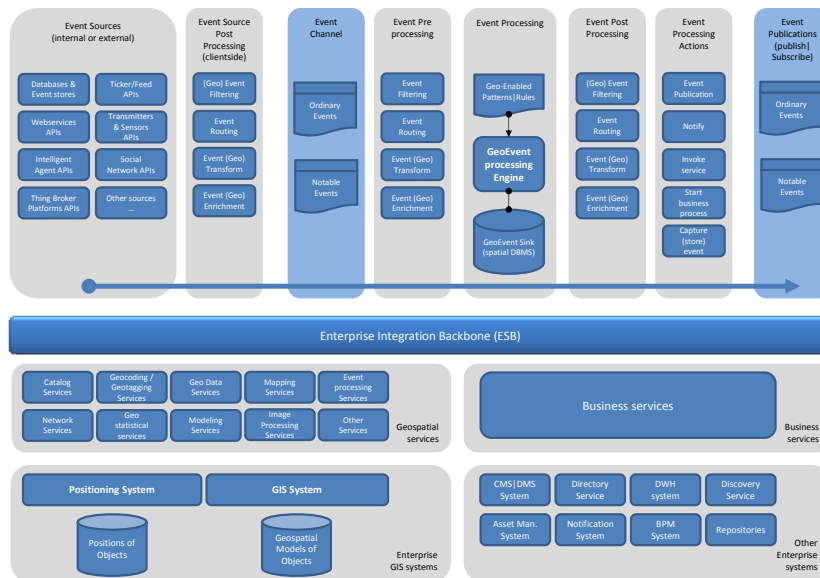 Event Sources
(internal or external)
Databases &
Event stores
Ticker/Feed
APIs
Webservices
APIs
Transmitters
& Sensors
APIs
Intelligent
Agent APIs
Social
Network APIs
Thing Broker
Platforms APIs
Other sources
...
Event Source
Post
Processing
(clientside)
(Geo) Event
Filtering
Event
Routing
Event (Geo)
Transform
Event (Geo)
Enrichment
Event
Channel
Ordinary
Events
Notable
Events
Event Pre
processing
Event
Filtering
Event
Routing
Event (Geo)
Transform
Event (Geo)
Enrichment
Event Processing
Geo-Enabled
Patterns|Rules
GeoEvent
processing
Engine
GeoEvent Sink
(spatial DBMS)
Event Post
Processing
(Geo) Event
Filtering
Event
Routing
Event (Geo)
Transform
Event (Geo)
Enrichment
Event
Processing
Actions
Event
Publication
Notify
Invoke
service
Start
business
process
Capture
(store)
event
Event
Publications
(publish|
Subscribe)
Ordinary
Events
Notable
Events
Enterprise Integration Backbone (ESB)
Catalog
Services
Geocoding /
Geotagging
Services
Geo Data
Services
Mapping
Services
Event
processing
Services
Network
Services
Geo
statistical
services
Modeling
Services
Image
Processing
Services
Other
Services
Geospatial
services
Business services
Business
services
Positioning System
GIS System
Positions of
Objects
Geospatial
Models of
Objects
Enterprise
GIS systems
CMS|DMS
System
Directory
Service
DWH
system
Discovery
Service
Asset Man.
System
Notification
System
BPM
System
Repositories
Other
Enterprise
systems